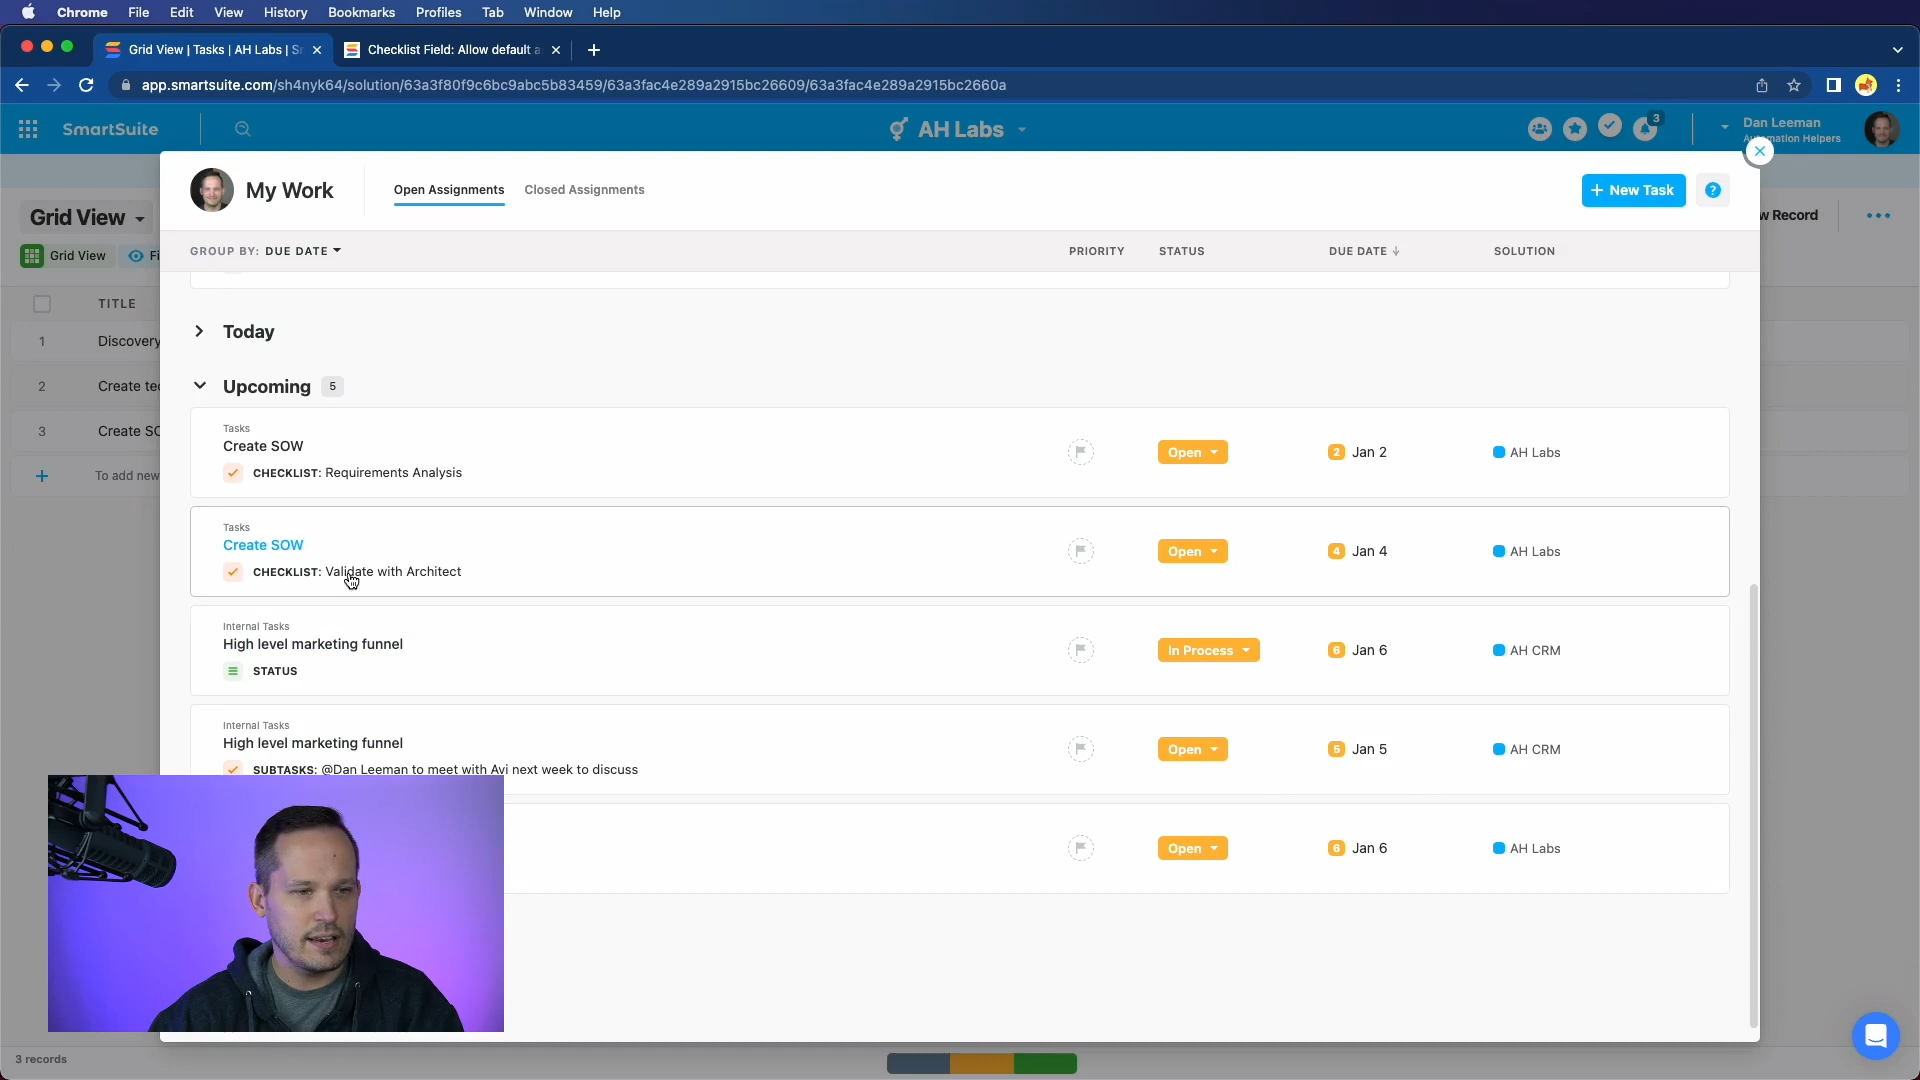 Chrome File Edit View History Bookmarks Profiles Tab Window Help
Grid View | Tasks | AH Labs | Sr
Checklist Field: Allow default a
app.smartsuite.com/sh4nyk64/solution/63a3f80f9c6bc9abc5b83459/63a3fac4e289a2915bc26609/63a3fac4e289a2915bc2660a
SmartSuite
AH Labs
3
Dan Leeman
mation Helpers
My Work
Open Assignments
Closed Assignments
+ New Task
?
Grid View
w Record
Grid View
Fi
GROUP BY: DUE DATE
PRIORITY
STATUS
DUE DATE
SOLUTION
TITLE
1 Discovery
2 Create tec
3 Create SO
+ To add new
Today
Upcoming 5
Tasks
Create SOW
CHECKLIST: Requirements Analysis
Open
2 Jan 2
AH Labs
Tasks
Create SOW
CHECKLIST: Validate with Architect
Open
4 Jan 4
AH Labs
Internal Tasks
High level marketing funnel
STATUS
In Process
6 Jan 6
AH CRM
Internal Tasks
High level marketing funnel
SUBTASKS: @Dan Leeman to meet with Avi next week to discuss
Open
5 Jan 5
AH CRM
Open
6 Jan 6
AH Labs
3 records